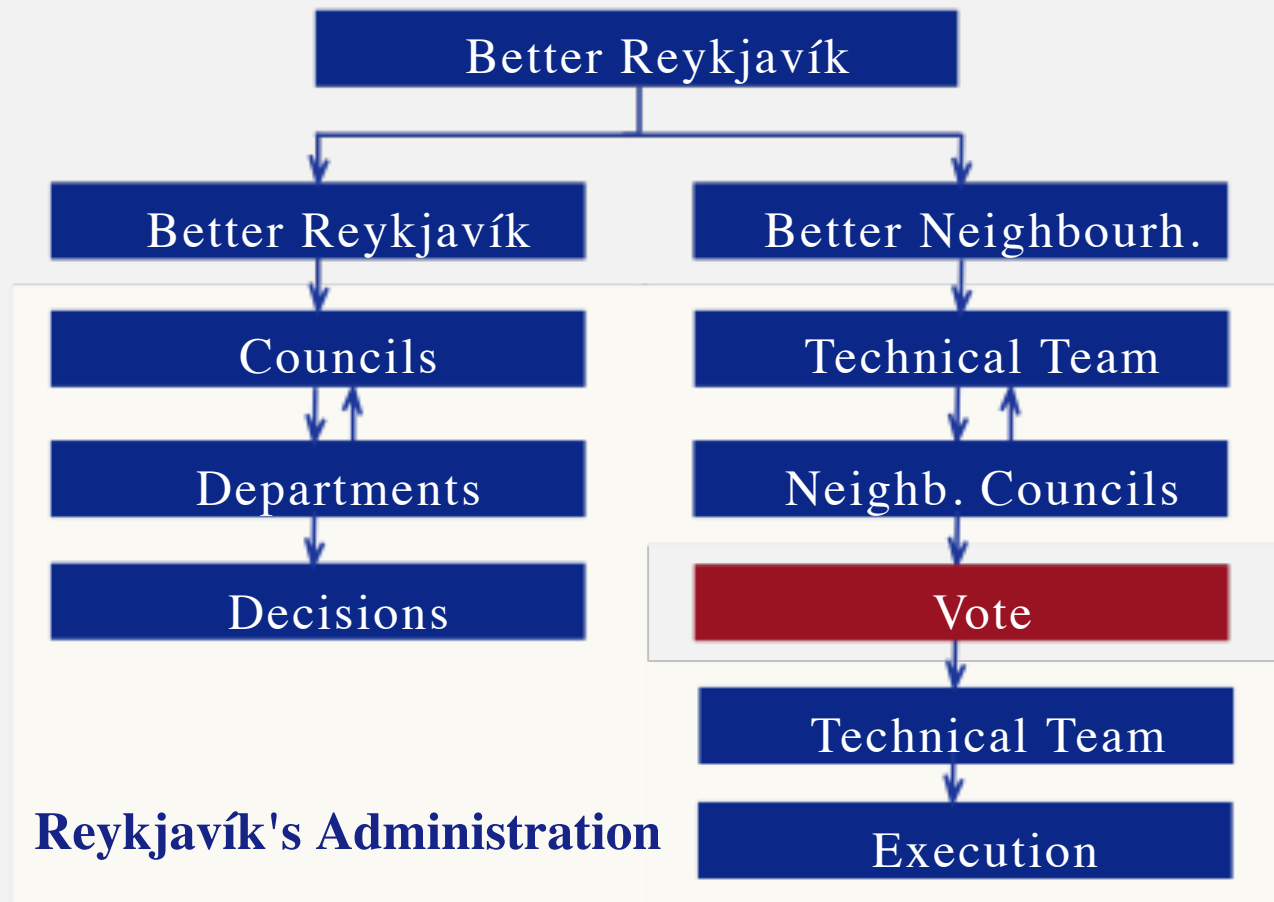 Better Reykjavík
Better Reykjavík
Better Neighbourh.
Councils
Technical Team
Departments
Neighb. Councils
Decisions
Vote
Technical Team
Reykjavík's Administration
Execution